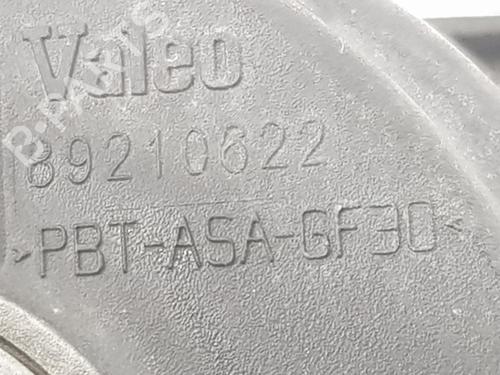 Valeo
89210622
>PBT-ASA-GF30<
B-PARTS